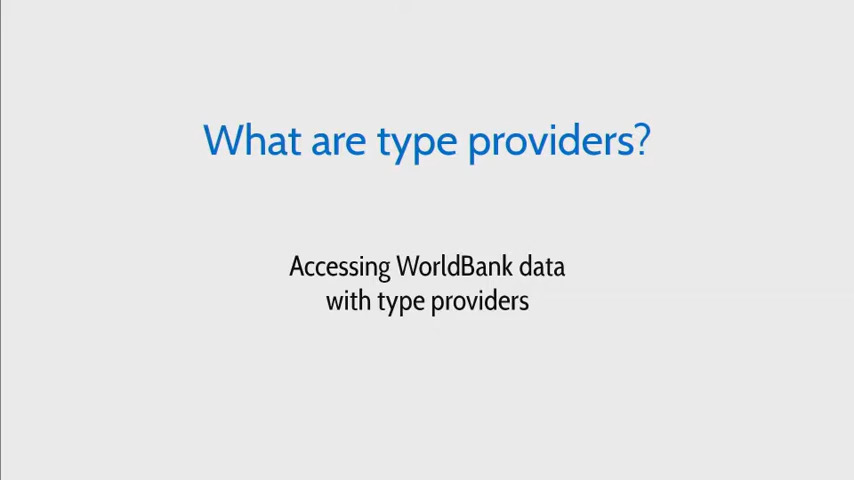 What are type providers?
Accessing WorldBank data
with type providers